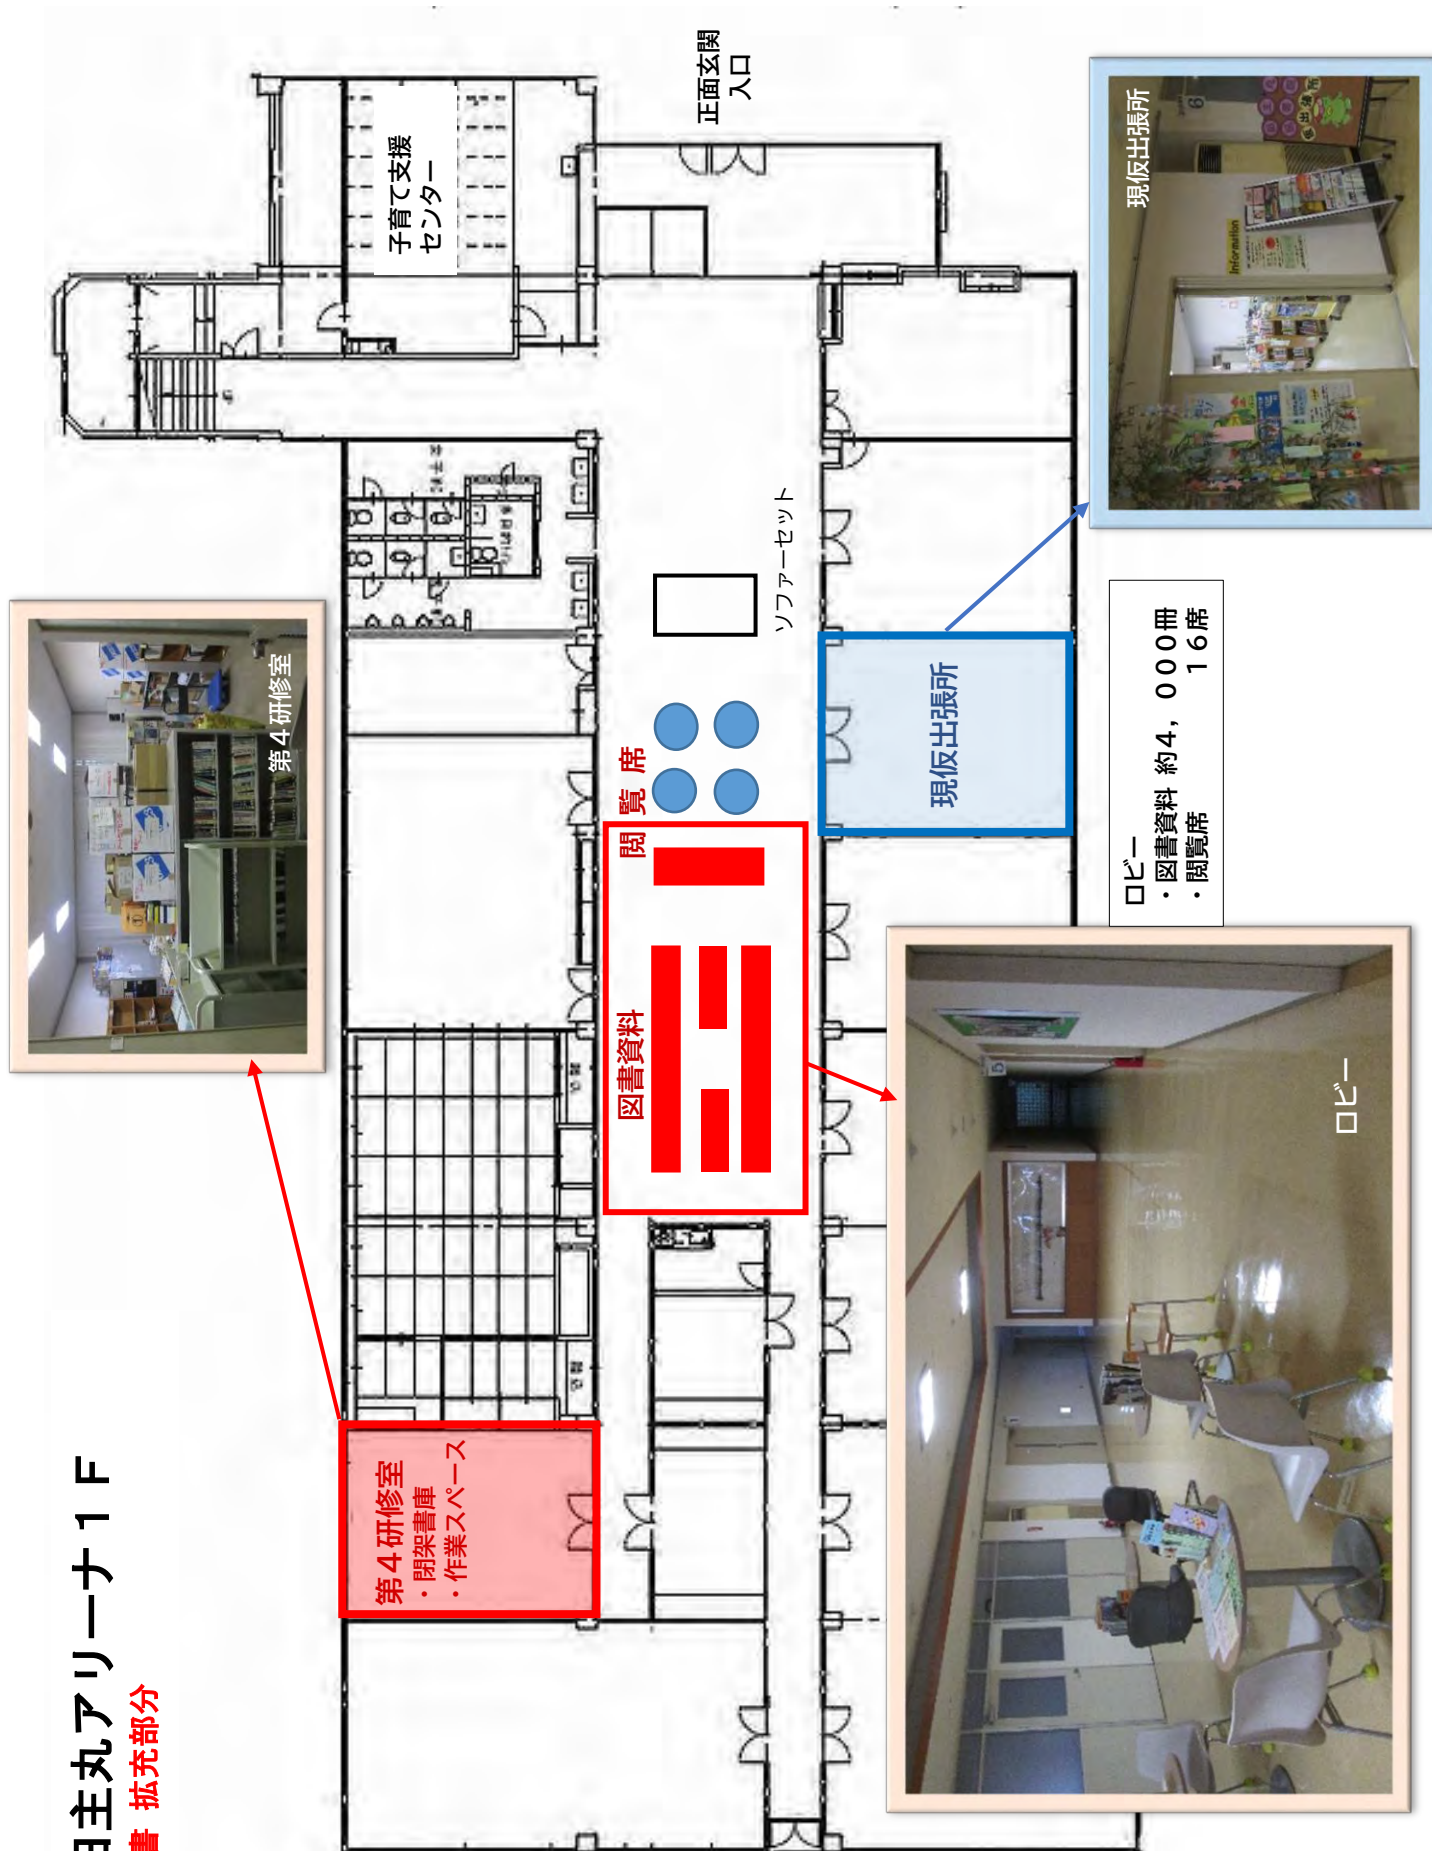 主丸アリーナ１Ｆ
書 拡充部分
第４研修室
・閉架書庫
・作業スペース
第４研修室
図書資料
閲 覧 席
ソファーセット
子育て支援
センター
正面玄関
入口
現仮出張所
現仮出張所
Information
ロビー
・図書資料 約４，０００冊
・閲覧席 １６席
ロビー